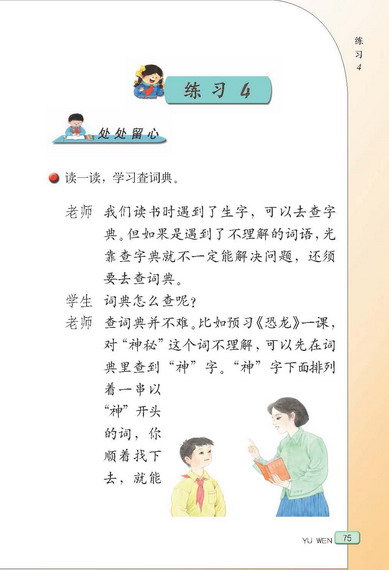 练习4
练习 4
处处留心
读一读，学习查词典。
老师 我们读书时遇到了生字，可以去查字
典。但如果是遇到了不理解的词语，光
靠查字典就不一定能解决问题，还须
要去查词典。
学生 词典怎么查呢？
老师 查词典并不难。比如预习《恐龙》一课，
对“神秘”这个词不理解，可以先在词
典里查到“神”字。“神”字下面排列
着一串以
“神”开头
的词，你
顺着找下
去，就能
YU WEN 75